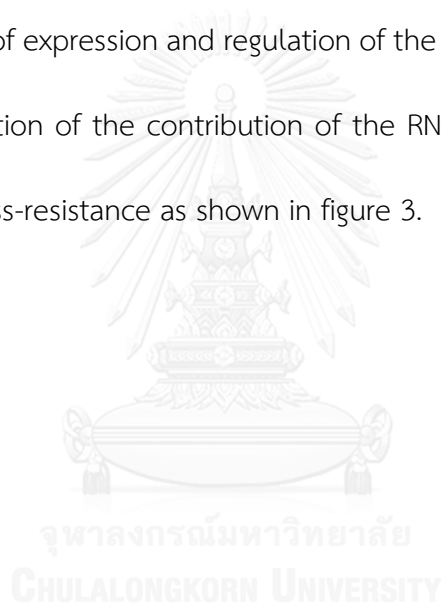 of expression and regulation of the
tion of the contribution of the RN
ss-resistance as shown in figure 3.
จุฬาลงกรณ์มหาวิทยาลัย
CHULALONGKORN UNIVERSITY